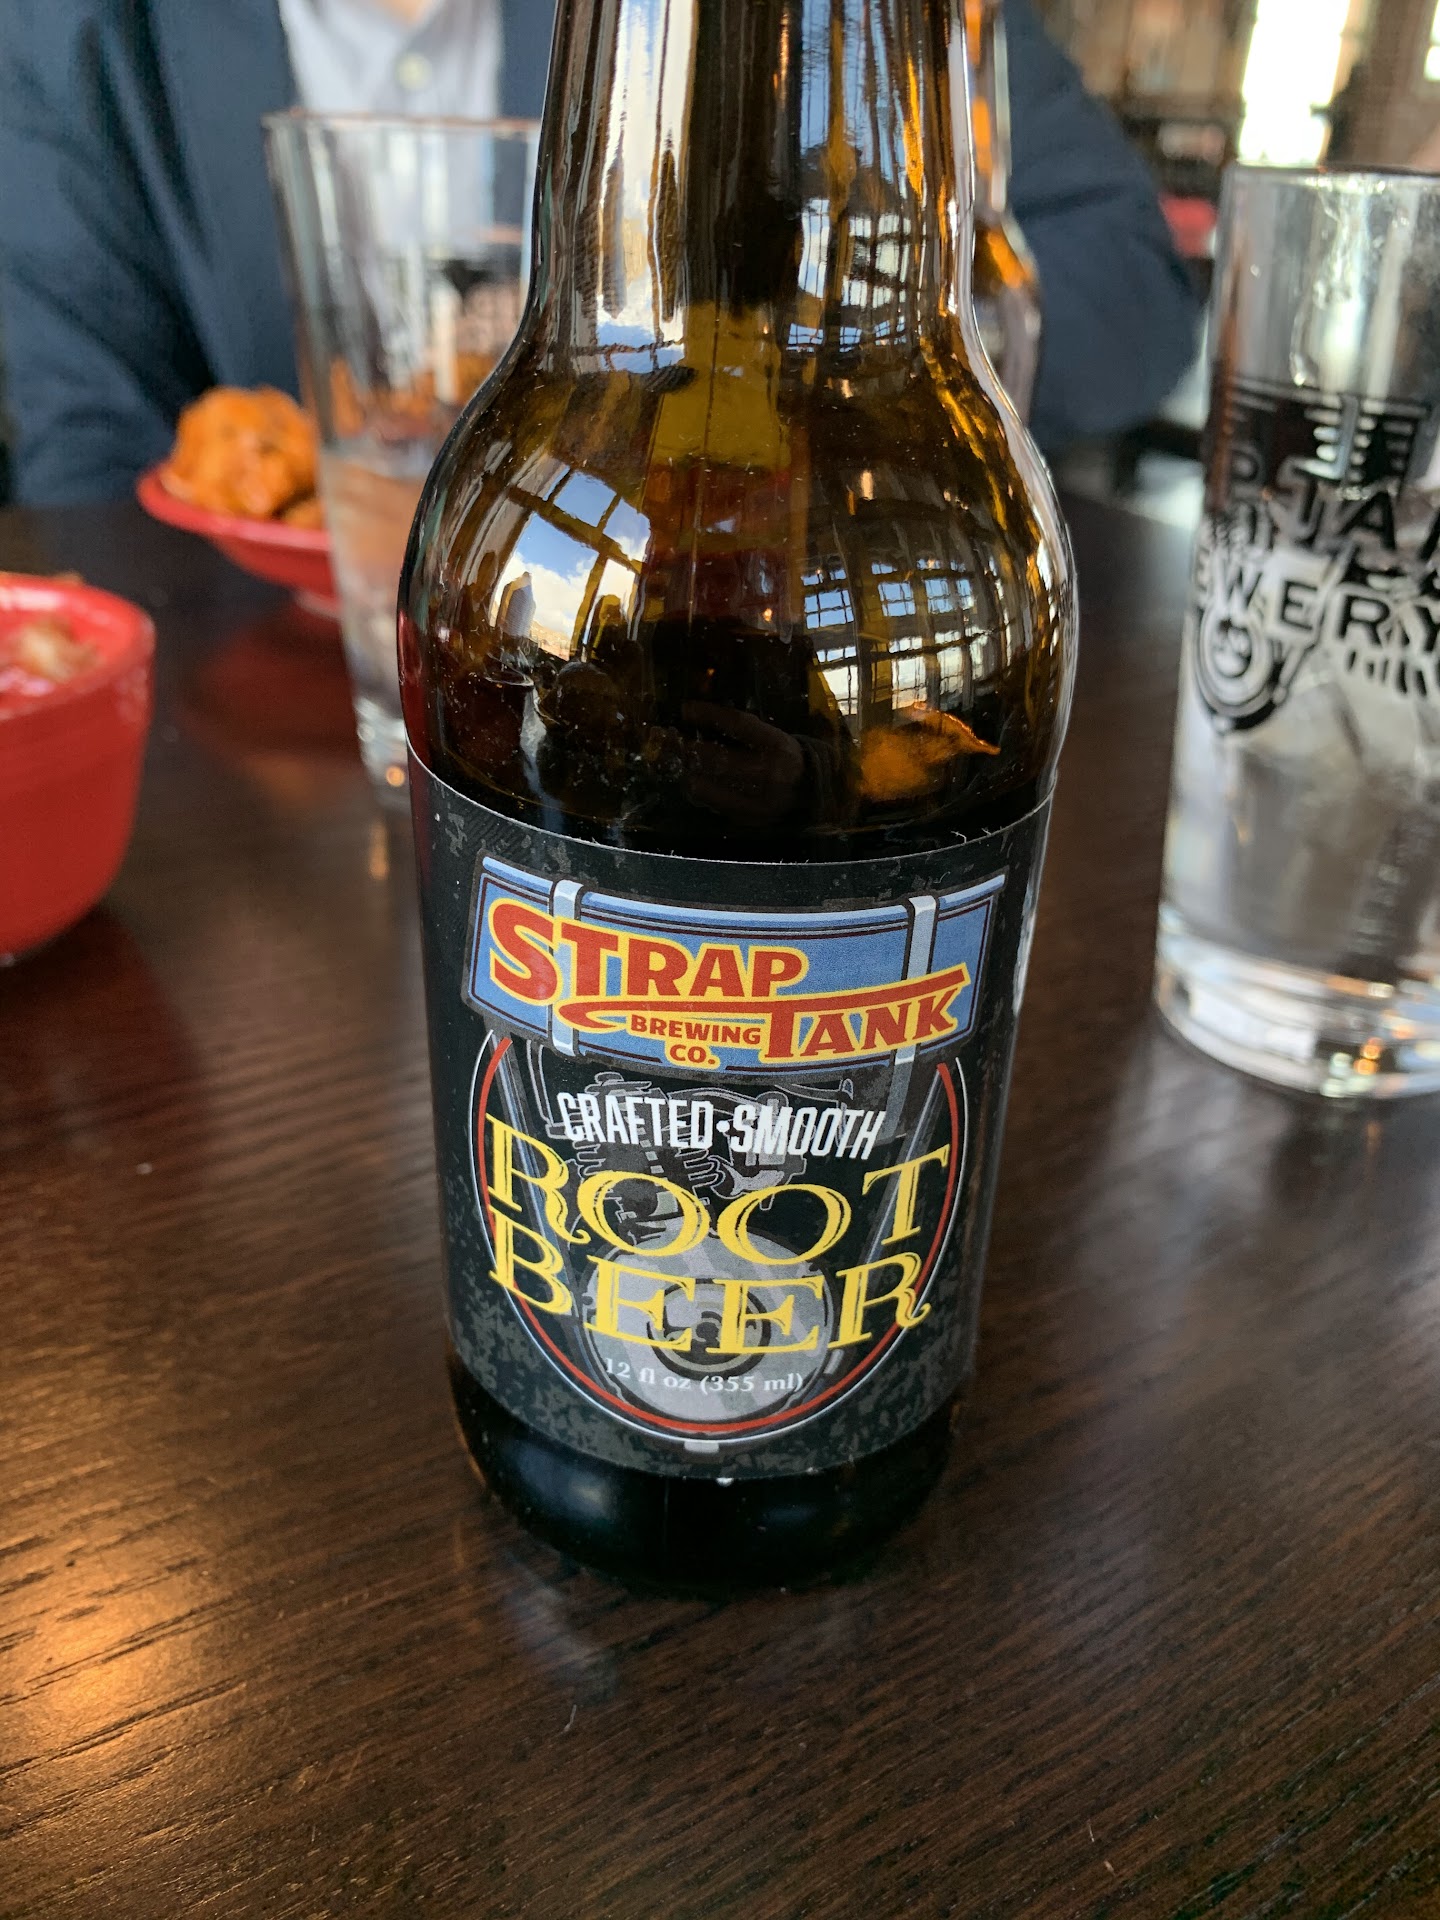 STRAP TANK
BREWING
CO.
CRAFTED•SMOOTH
ROOT
BEER
12 fl oz (355 ml)